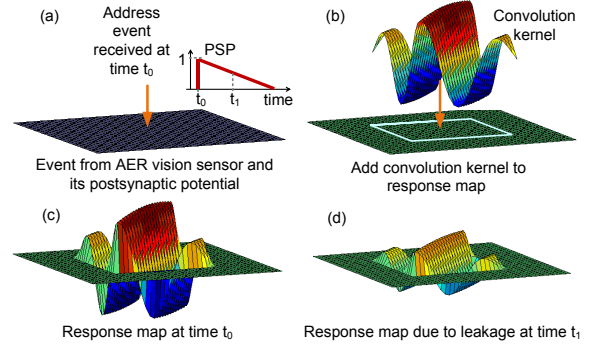 (a)
Address
event
received at
time t0
PSP
1
t0
t1
time
Event from AER vision sensor and
its postsynaptic potential
(b)
Convolution
kernel
Add convolution kernel to
response map
(c)
Response map at time t0
(d)
Response map due to leakage at time t1